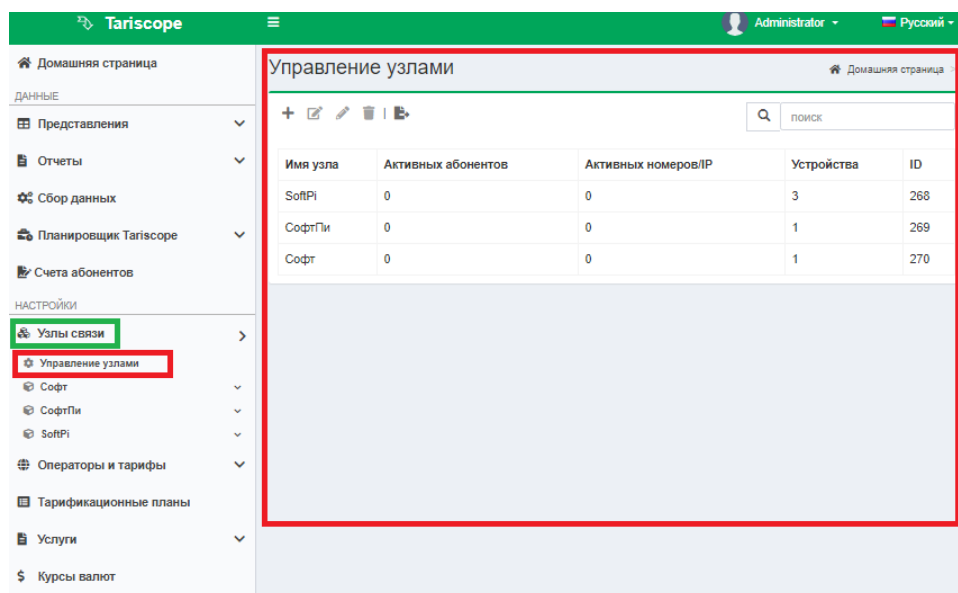 Tariscope
Administrator
Русский
Домашняя страница
ДАННЫЕ
Представления
Отчеты
Сбор данных
Планировщик Tariscope
Счета абонентов
НАСТРОЙКИ
Узлы связи
Управление узлами
Софт
СофтПи
SoftPi
Операторы и тарифы
Тарификационные планы
Услуги
$ Курсы валют
Управление узлами
Домашняя страница >
поиск
Имя узла Активных абонентов Активных номеров/IP Устройства ID
SoftPi 0 0 3 268
СофтПи 0 0 1 269
Софт 0 0 1 270